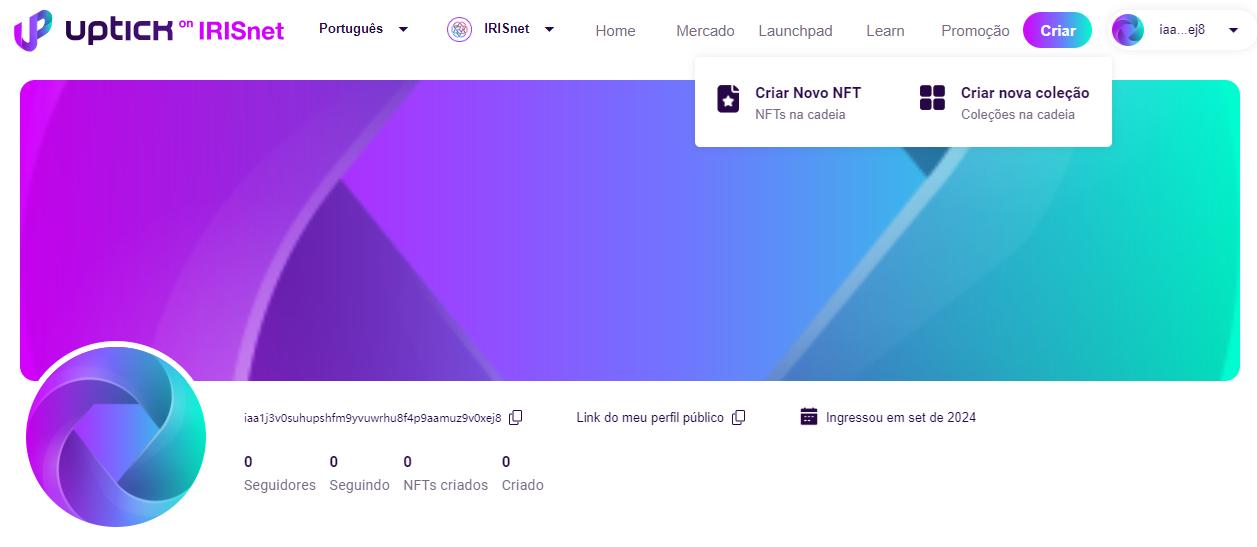 uptick on IRISnet
Português
IRISnet
Home
Mercado
Launchpad
Learn
Promoção
Criar
iaa...ej8
Criar Novo NFT
NFTs na cadeia
Criar nova coleção
Coleções na cadeia
iaa1j3v0suhupshfm9yvuwrhu8f4p9aamuz9v0xej8
Link do meu perfil público
Ingressou em set de 2024
0 0 0 0
Seguidores Seguindo NFTs criados Criado